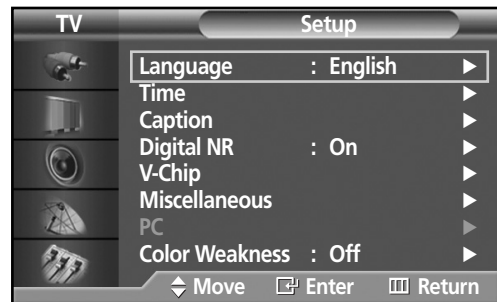 TV
Setup
Language : English
Time
Caption
Digital NR : On
V-Chip
Miscellaneous
PC
Color Weakness : Off
Move Enter Return